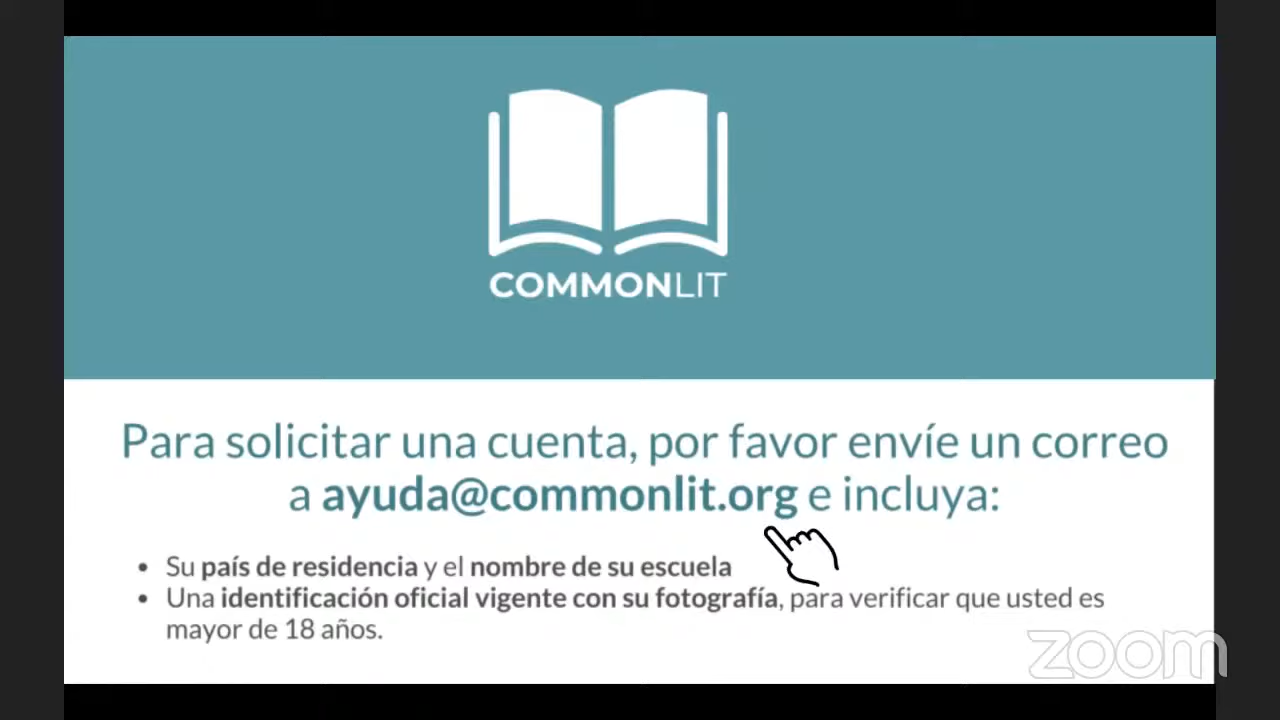 COMMONLIT
Para solicitar una cuenta, por favor envíe un correo
a ayuda@commonlit.org e incluya:
• Su país de residencia y el nombre de su escuela
• Una identificación oficial vigente con su fotografía, para verificar que usted es
mayor de 18 años.
zoom